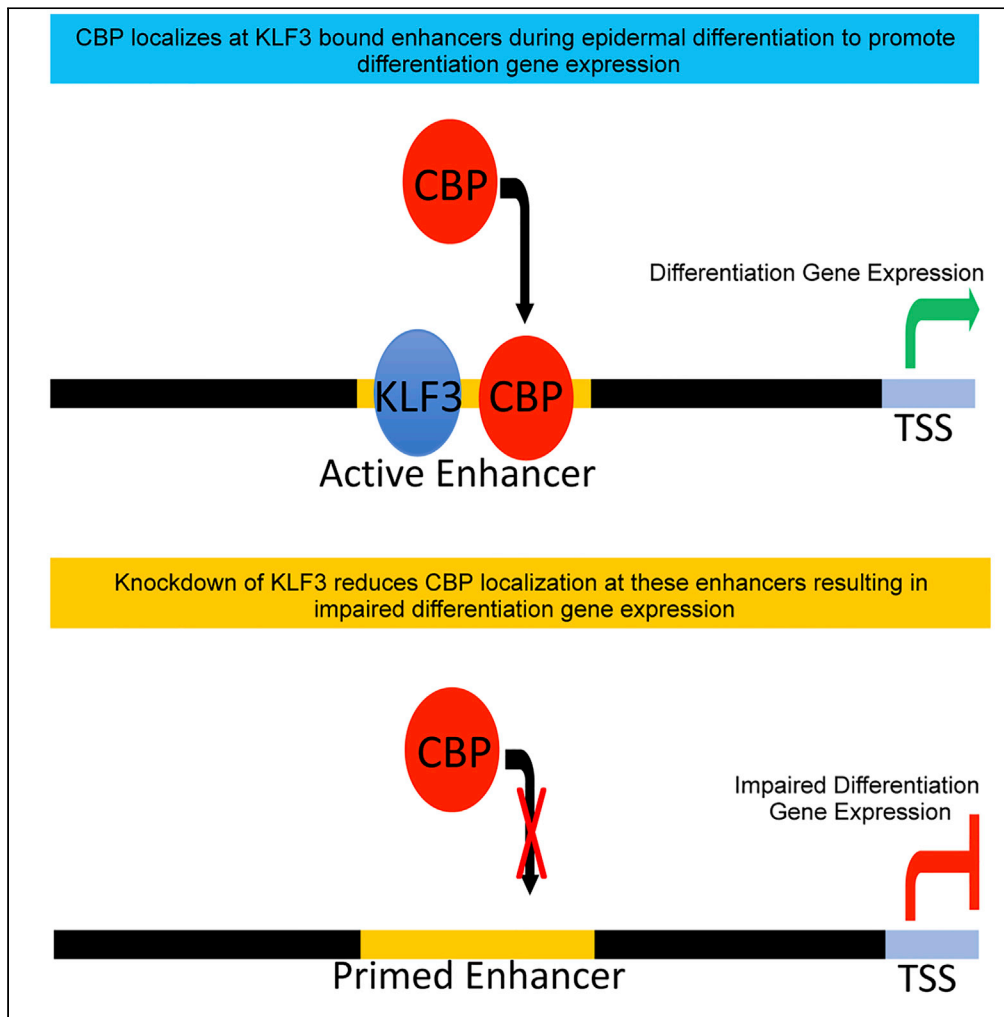 CBP localizes at KLF3 bound enhancers during epidermal differentiation to promote
differentiation gene expression
CBP
Differentiation Gene Expression
KLF3
CBP
TSS
Active Enhancer
Knockdown of KLF3 reduces CBP localization at these enhancers resulting in
impaired differentiation gene expression
CBP
Impaired Differentiation
Gene Expression
Primed Enhancer
TSS